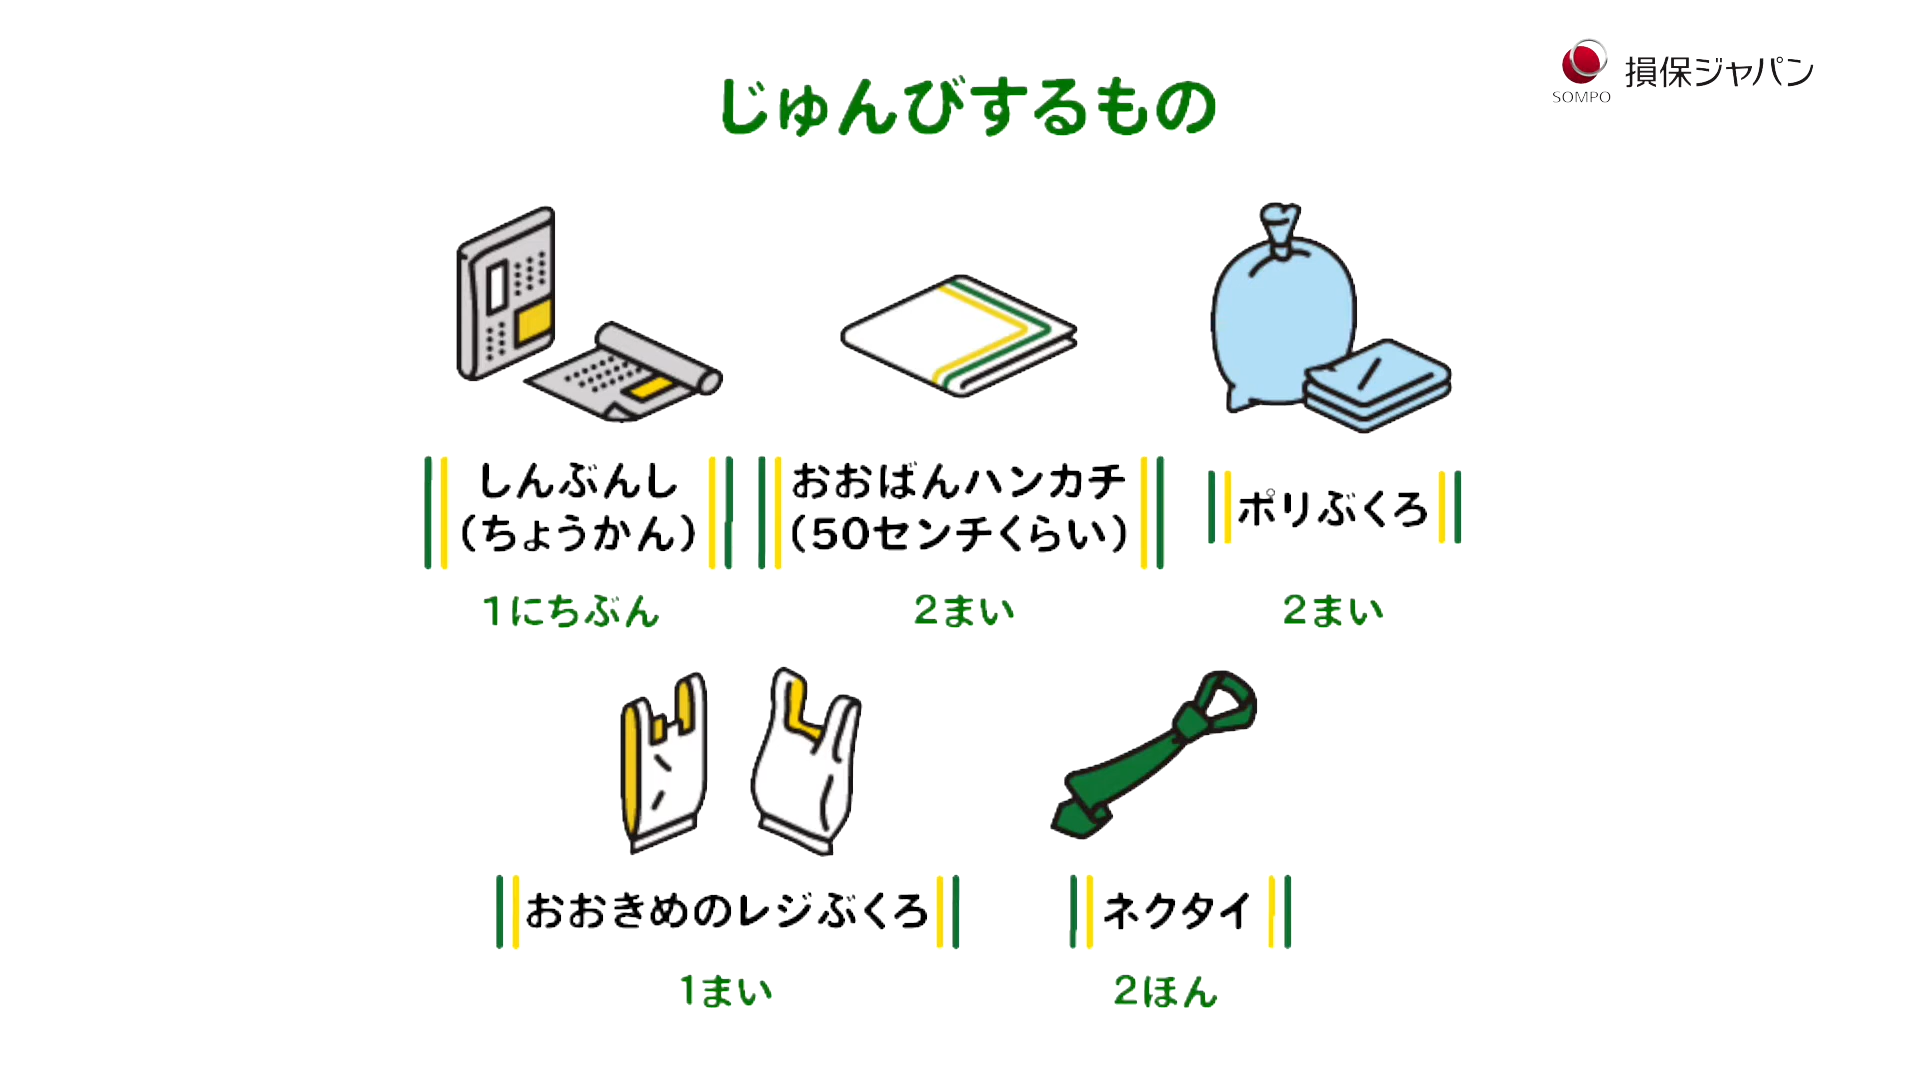 じゅんびするもの
SOMPO 損保ジャパン
しんぶんし
(ちょうかん)
1にちぶん
おおばんハンカチ
(50センチくらい)
2まい
ポリぶくろ
2まい
おおきめのレジぶくろ
1まい
ネクタイ
2ほん